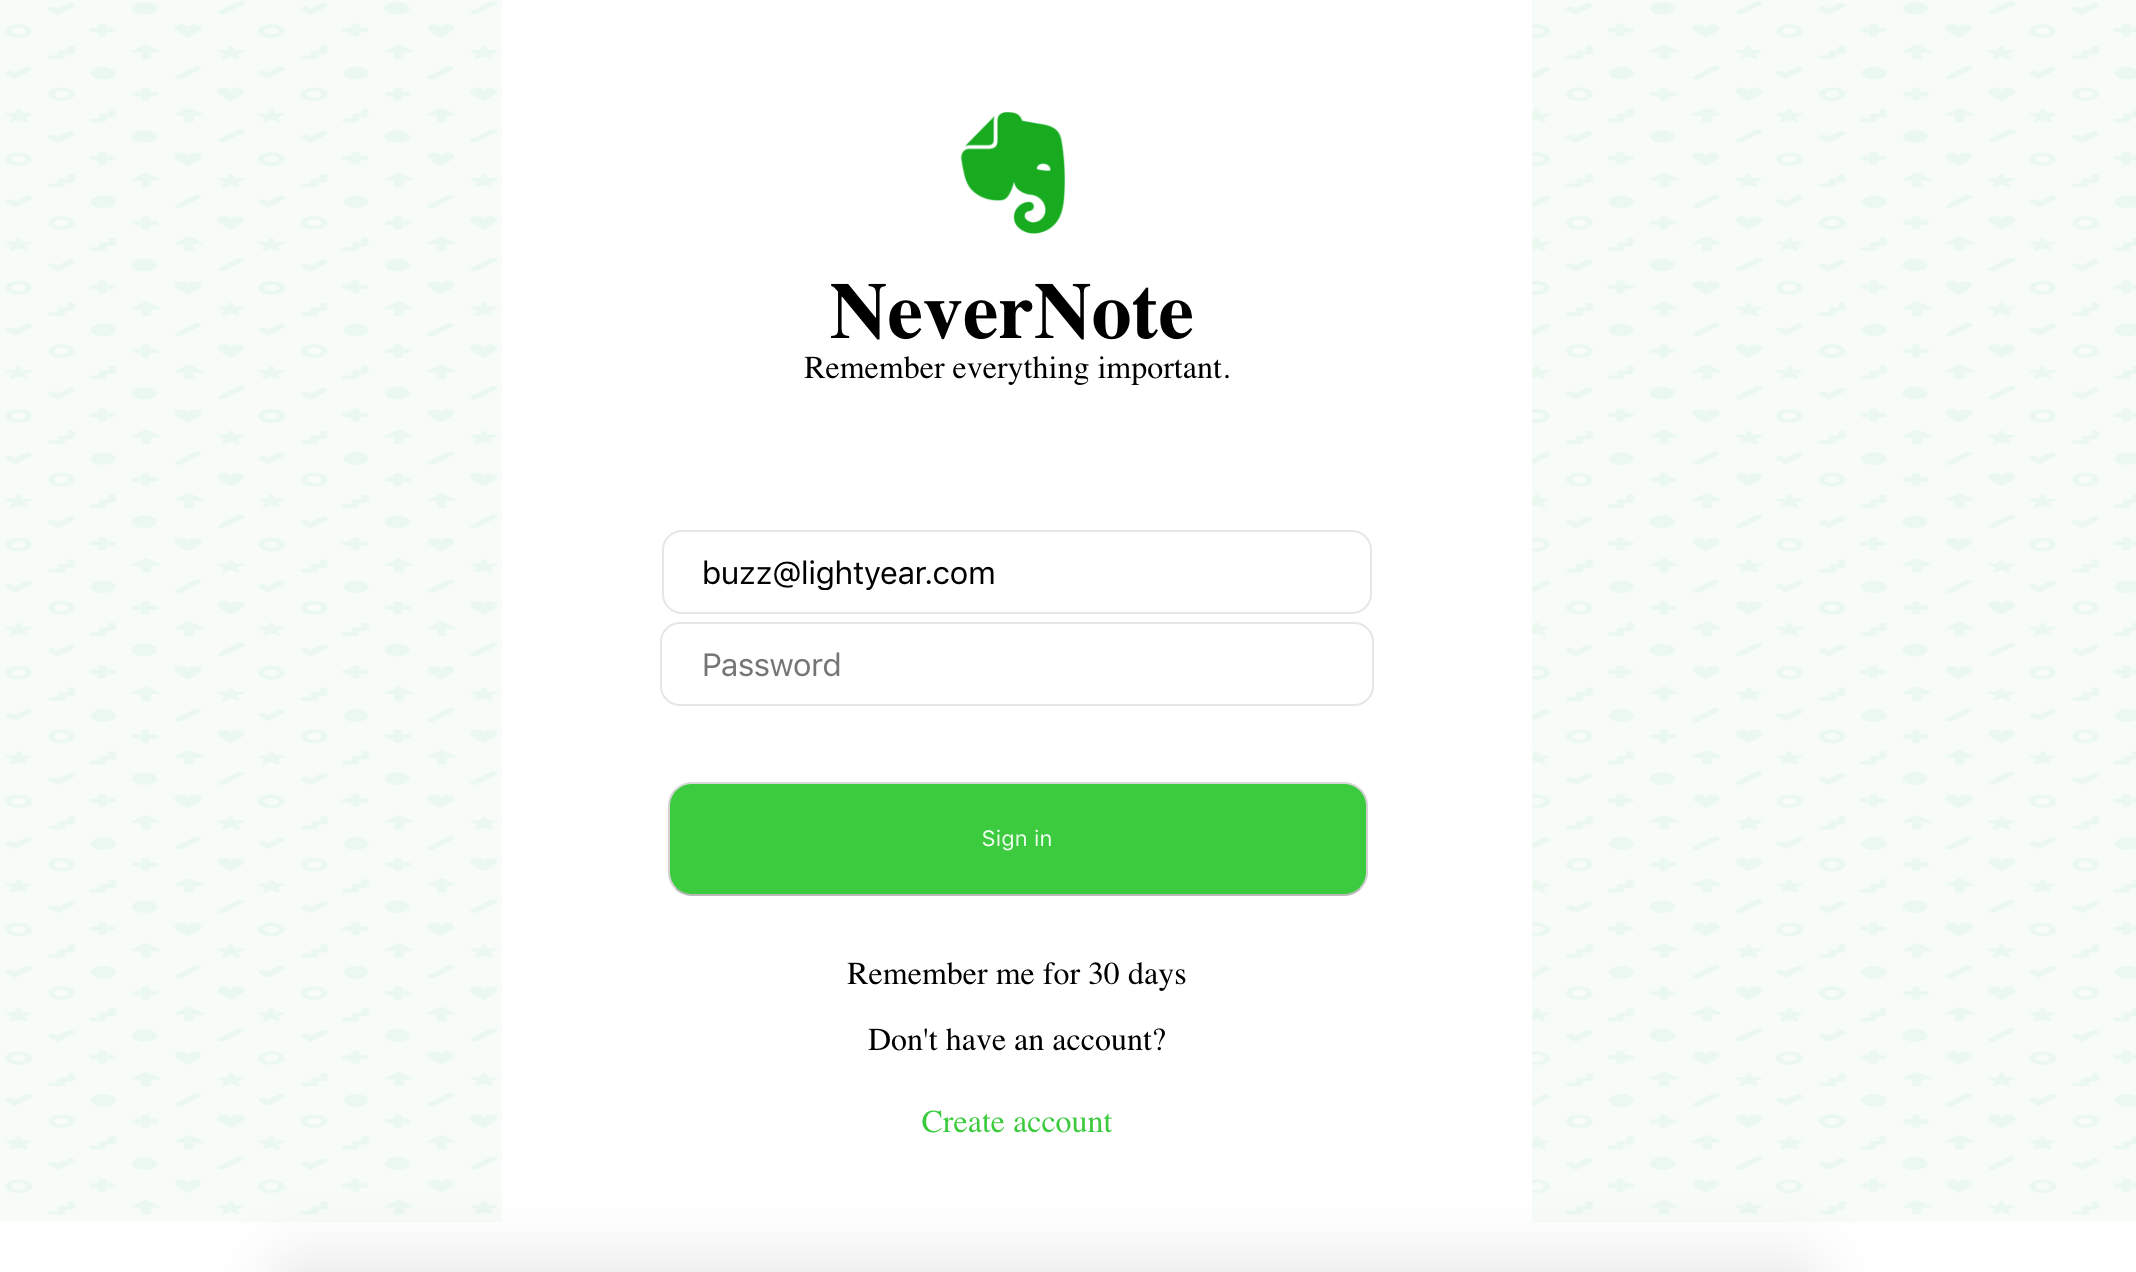 NeverNote
Remember everything important.
buzz@lightyear.com
Password
Sign in
Remember me for 30 days
Don't have an account?
Create account